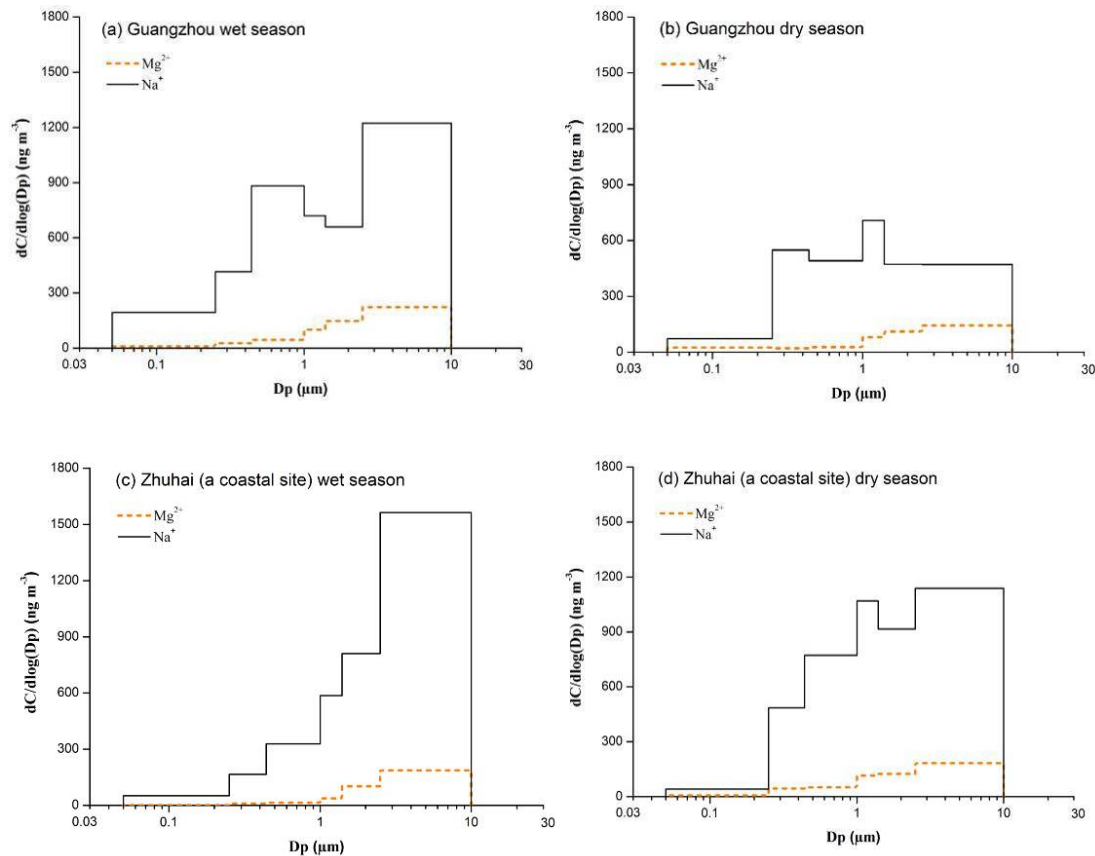 (a) Guangzhou wet season
Mg²⁺
Na⁺
dC/dlog(Dp) (ng m⁻³)
1800
1500
1200
900
600
300
0
0.03
0.1
1
10
30
Dp (μm)
(b) Guangzhou dry season
Mg²⁺
Na⁺
dC/dlog(Dp) (ng m⁻³)
1800
1500
1200
900
600
300
0
0.03
0.1
1
10
30
Dp (μm)
(c) Zhuhai (a coastal site) wet season
Mg²⁺
Na⁺
dC/dlog(Dp) (ng m⁻³)
1800
1500
1200
900
600
300
0
0.03
0.1
1
10
30
Dp (μm)
(d) Zhuhai (a coastal site) dry season
Mg²⁺
Na⁺
dC/dlog(Dp) (ng m⁻³)
1800
1500
1200
900
600
300
0
0.03
0.1
1
10
30
Dp (μm)